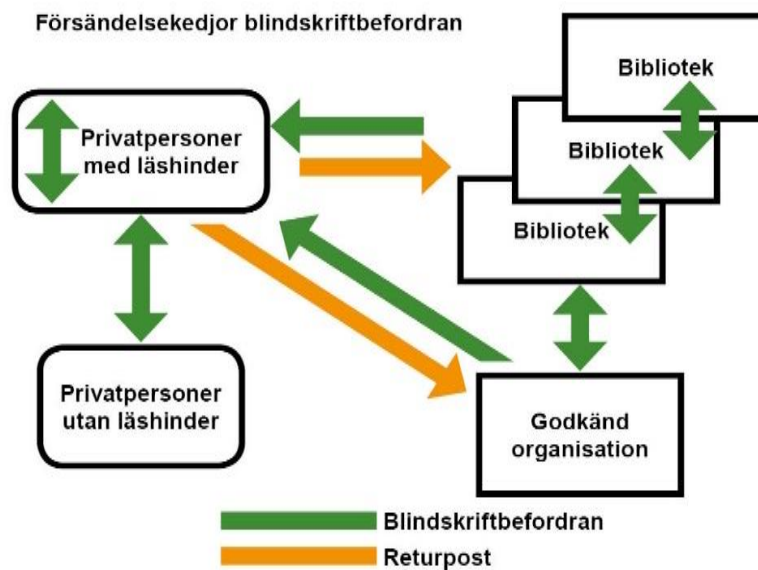 Försändelsekedjor blindskriftbefordran
Bibliotek
Privatpersoner
med läshinder
Bibliotek
Bibliotek
Privatpersoner
utan läshinder
Godkänd
organisation
Blindskriftbefordran
Returpost